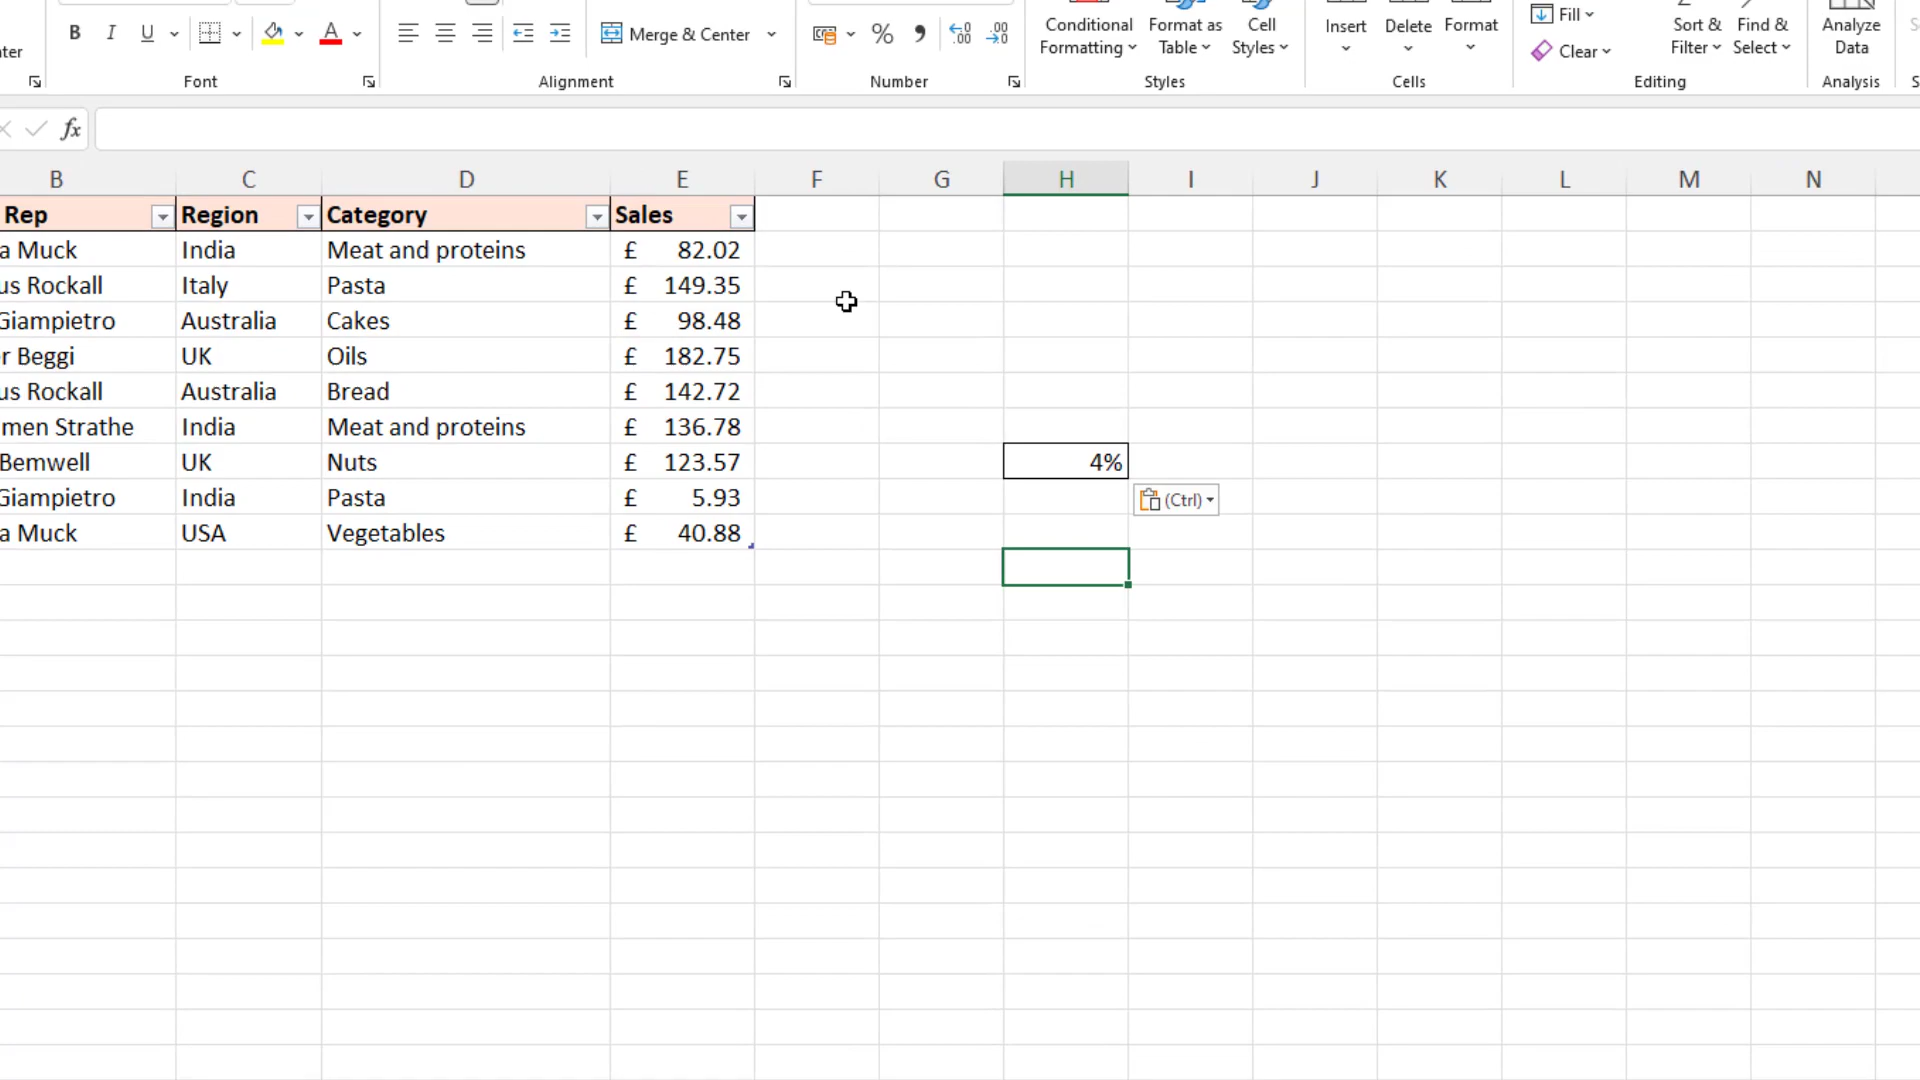 B I U A Merge & Center % , Conditional Formatting Format as Table Cell Styles Insert Delete Format Fill Clear Sort & Filter Find & Select Analyze Data
Font Alignment Number Styles Cells Editing Analysis
fx
B C D E F G H I J K L M N
Rep Region Category Sales
a Muck India Meat and proteins £ 82.02
us Rockall Italy Pasta £ 149.35
Giampietro Australia Cakes £ 98.48
r Beggi UK Oils £ 182.75
us Rockall Australia Bread £ 142.72
men Strathe India Meat and proteins £ 136.78
Bemwell UK Nuts £ 123.57 4%
Giampietro India Pasta £ 5.93 (Ctrl)
a Muck USA Vegetables £ 40.88